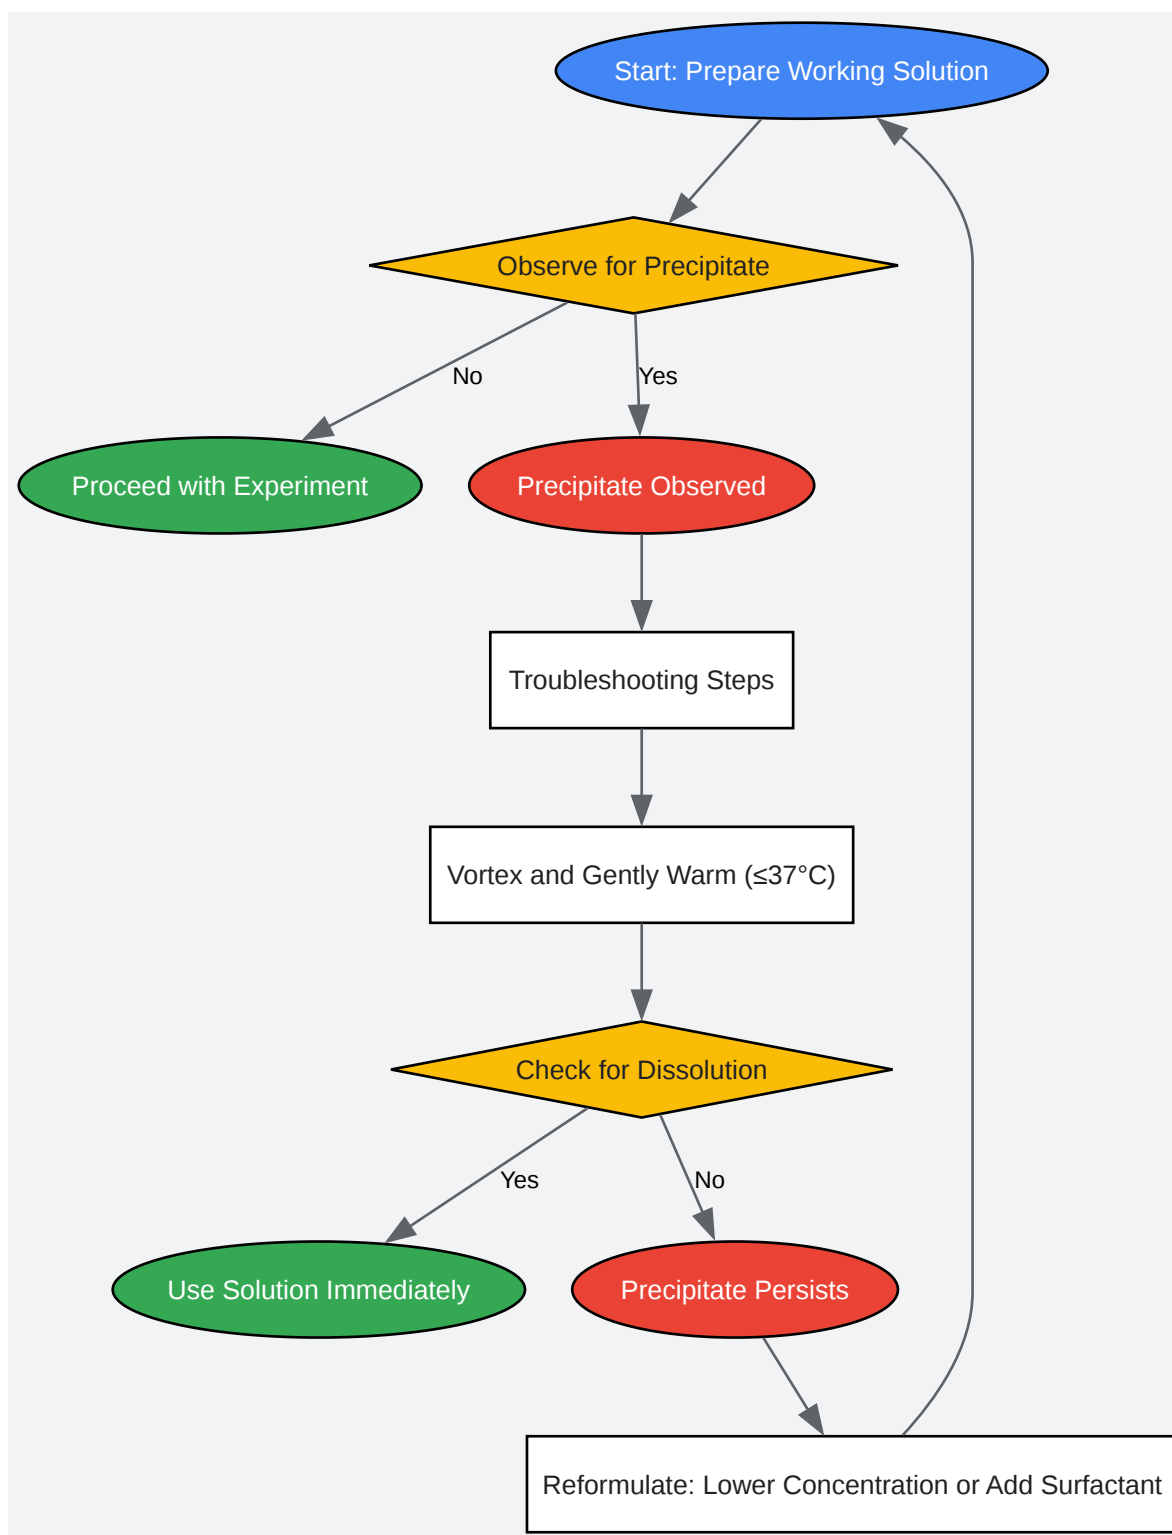 Start: Prepare Working Solution
Observe for Precipitate
No
Yes
Proceed with Experiment
Precipitate Observed
Troubleshooting Steps
Vortex and Gently Warm (≤37°C)
Check for Dissolution
Yes
No
Use Solution Immediately
Precipitate Persists
Reformulate: Lower Concentration or Add Surfactant